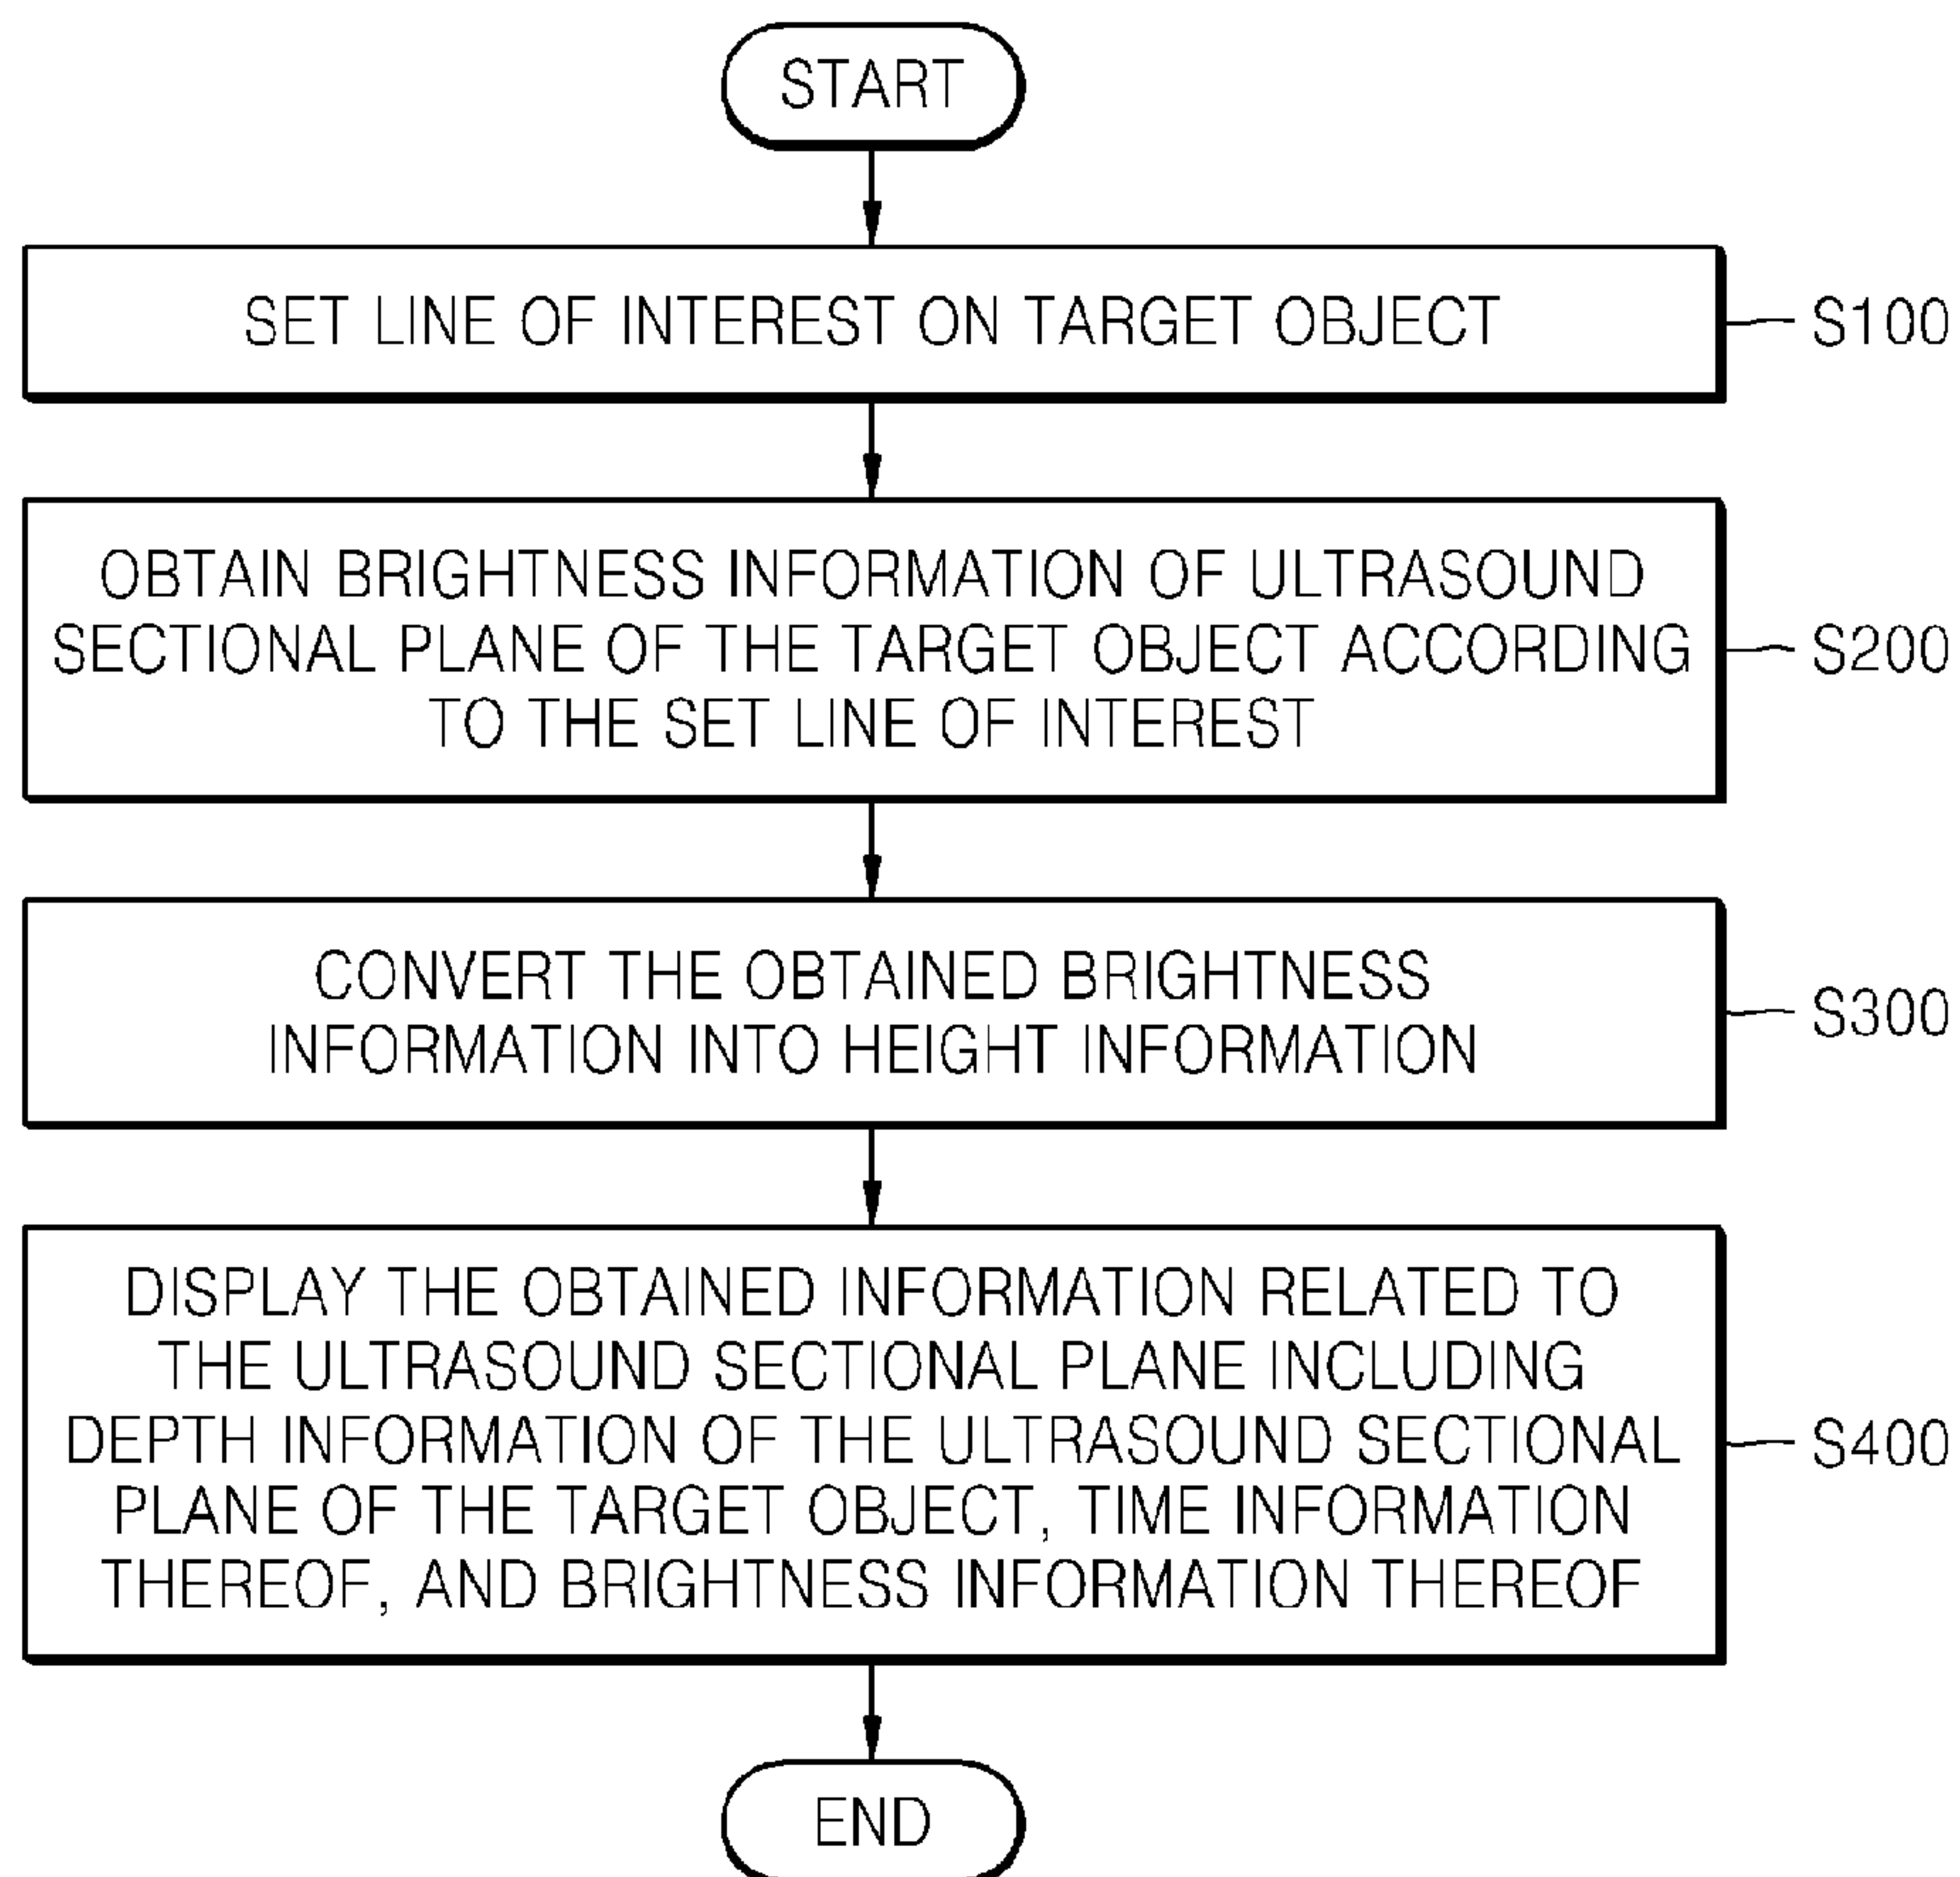 START
SET LINE OF INTEREST ON TARGET OBJECT
S100
OBTAIN BRIGHTNESS INFORMATION OF ULTRASOUND
SECTIONAL PLANE OF THE TARGET OBJECT ACCORDING
TO THE SET LINE OF INTEREST
S200
CONVERT THE OBTAINED BRIGHTNESS
INFORMATION INTO HEIGHT INFORMATION
S300
DISPLAY THE OBTAINED INFORMATION RELATED TO
THE ULTRASOUND SECTIONAL PLANE INCLUDING
DEPTH INFORMATION OF THE ULTRASOUND SECTIONAL
PLANE OF THE TARGET OBJECT, TIME INFORMATION
THEREOF, AND BRIGHTNESS INFORMATION THEREOF
S400
END